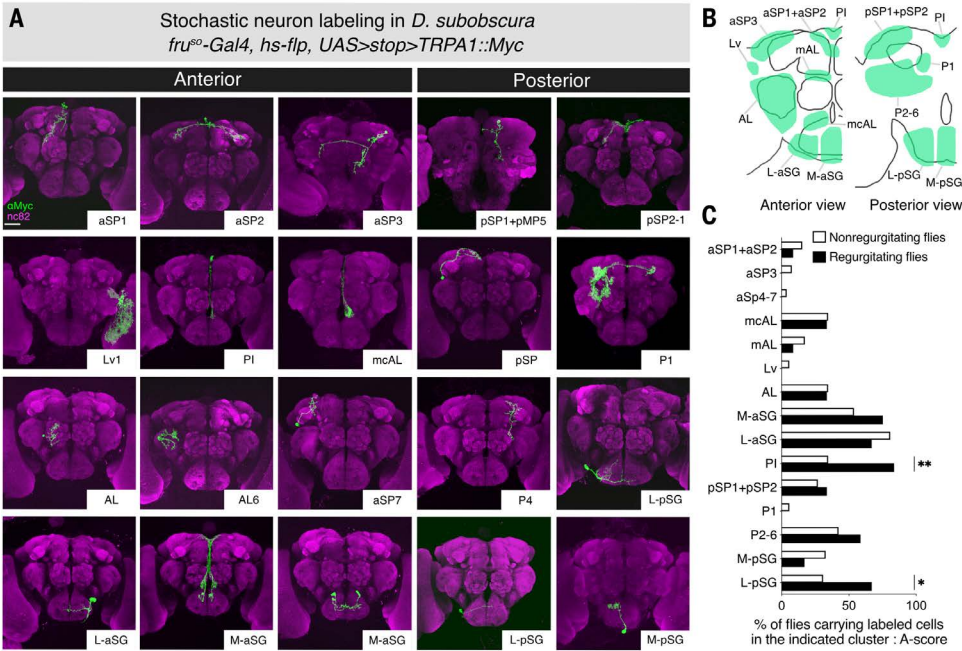 A
Stochastic neuron labeling in D. subobscura
fruˢᵒ-Gal4, hs-flp, UAS>stop>TRPA1::Myc
Anterior
Posterior
αMyc
nc82
aSP1
aSP2
aSP3
pSP1+pMP5
pSP2-1
Lv1
PI
mcAL
pSP
P1
AL
AL6
aSP7
P4
L-pSG
L-aSG
M-aSG
M-aSG
L-pSG
M-pSG
B
aSP3
aSP1+aSP2
PI
Lv
mAL
AL
mcAL
L-aSG
M-aSG
Anterior view
pSP1+pSP2
PI
P1
P2-6
L-pSG
M-pSG
Posterior view
C
Nonregurgitating flies
Regurgitating flies
aSP1+aSP2
aSP3
aSp4-7
mcAL
mAL
Lv
AL
M-aSG
L-aSG
PI
**
pSP1+pSP2
P1
P2-6
M-pSG
L-pSG
*
0
50
100
% of flies carrying labeled cells
in the indicated cluster : A-score